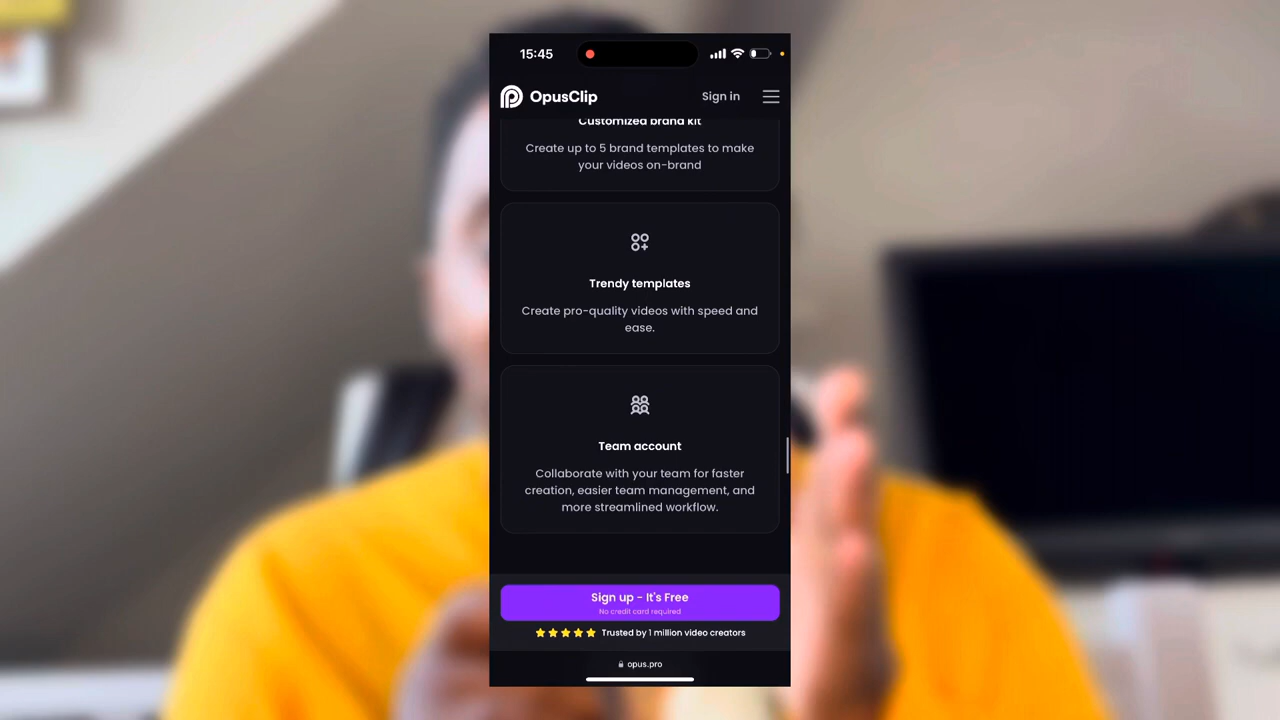 15:45
OpusClip
Sign in
Customized brand kit
Create up to 5 brand templates to make
your videos on-brand
Trendy templates
Create pro-quality videos with speed and
ease.
Team account
Collaborate with your team for faster
creation, easier team management, and
more streamlined workflow.
Sign up - It's Free
No credit card required
Trusted by 1 million video creators
opus.pro